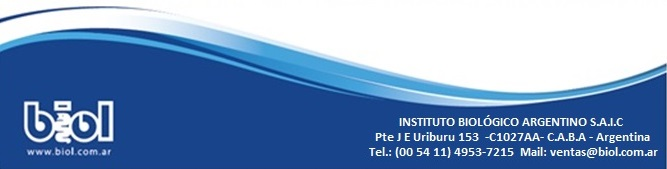 biol
www.biol.com.ar
INSTITUTO BIOLÓGICO ARGENTINO S.A.I.C
Pte J E Uriburu 153 -C1027AA- C.A.B.A - Argentina
Tel.: (00 54 11) 4953-7215 Mail: ventas@biol.com.ar